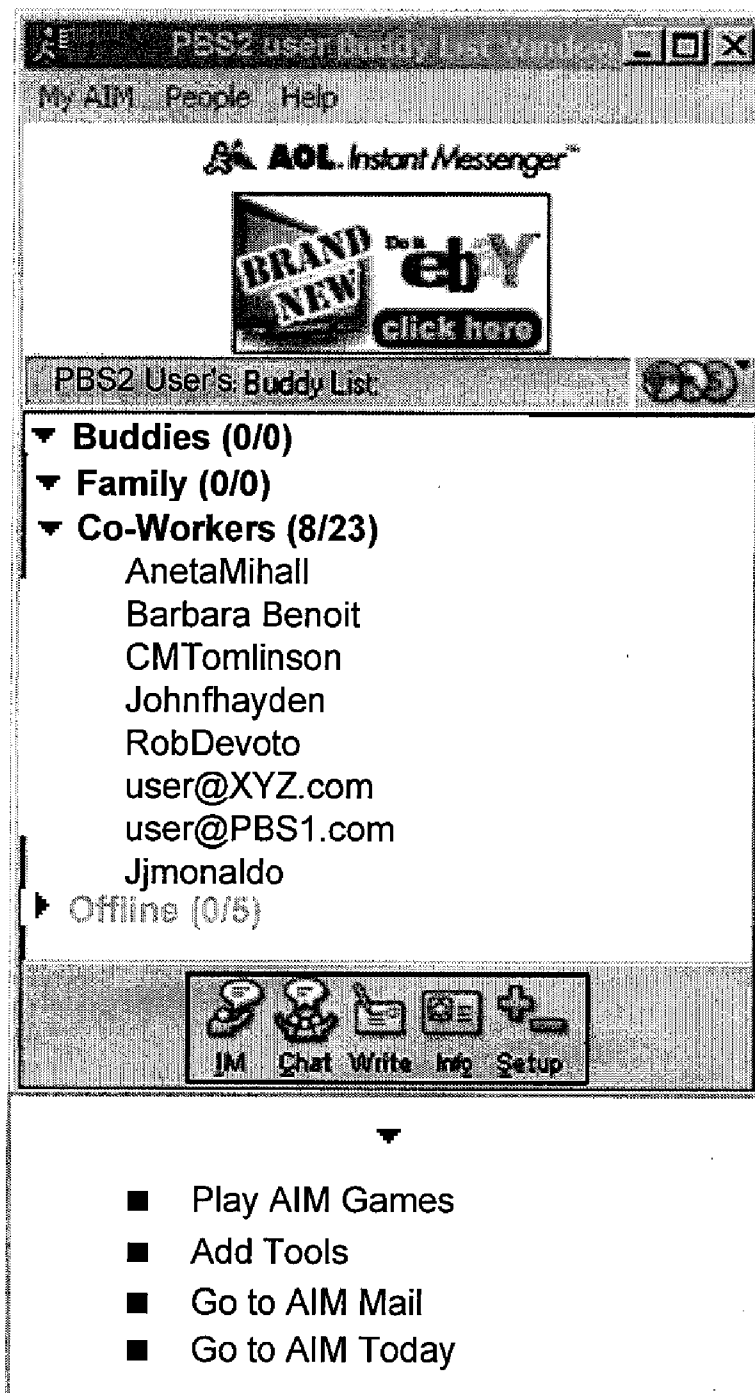 PBS2 user Buddy List Window
My AIM People Help
AOL Instant Messenger™
BRAND
NEW
Do it
ebY™
click here
PBS2 User's Buddy List:
Buddies (0/0)
Family (0/0)
Co-Workers (8/23)
AnetaMihall
Barbara Benoit
CMTomlinson
Johnfhayden
RobDevoto
user@XYZ.com
user@PBS1.com
Jjmonaldo
Offline (0/5)
IM Chat Write Info Setup
Play AIM Games
Add Tools
Go to AIM Mail
Go to AIM Today